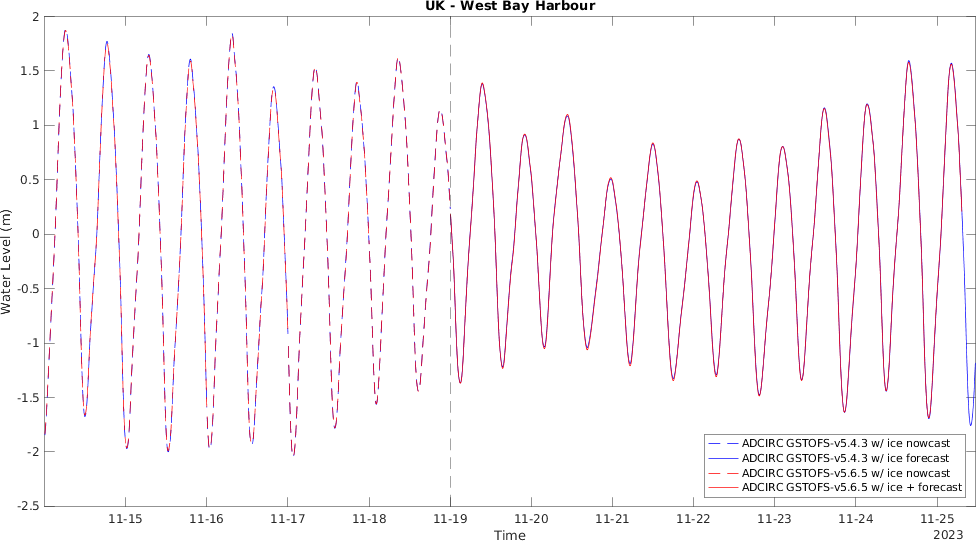 UK - West Bay Harbour
Water Level (m)
2
1.5
1
0.5
0
-0.5
-1
-1.5
-2
-2.5
ADCIRC GSTOFS-v5.4.3 w/ ice nowcast
ADCIRC GSTOFS-v5.4.3 w/ ice forecast
ADCIRC GSTOFS-v5.6.5 w/ ice nowcast
ADCIRC GSTOFS-v5.6.5 w/ ice + forecast
11-15 11-16 11-17 11-18 11-19 11-20 11-21 11-22 11-23 11-24 11-25
Time
2023